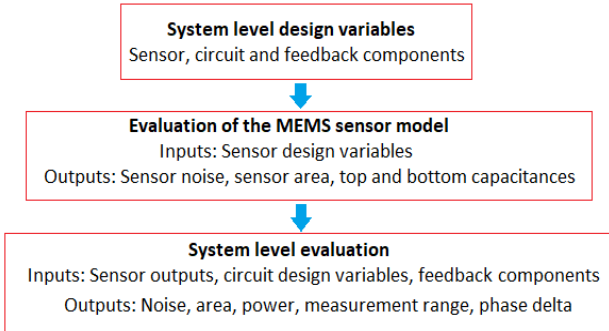 System level design variables
Sensor, circuit and feedback components
Evaluation of the MEMS sensor model
Inputs: Sensor design variables
Outputs: Sensor noise, sensor area, top and bottom capacitances
System level evaluation
Inputs: Sensor outputs, circuit design variables, feedback components
Outputs: Noise, area, power, measurement range, phase delta